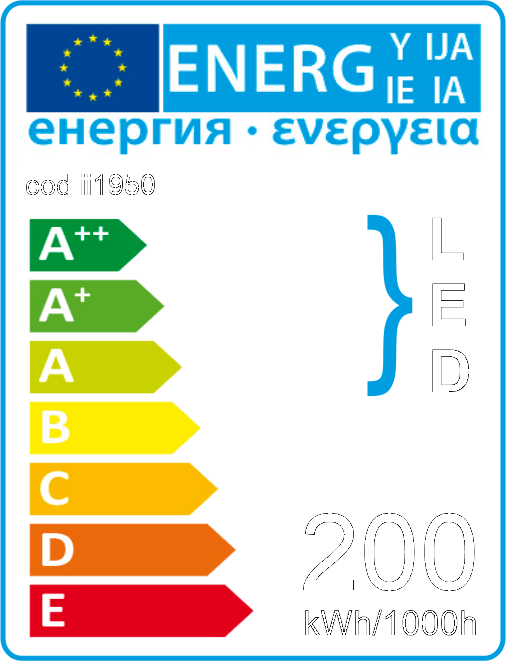 ENERG Y IJA
IE IA
енергия · ενεργεια
cod ii1950
A++
A+
A
B
C
D
E
L
E
D
200
kWh/1000h